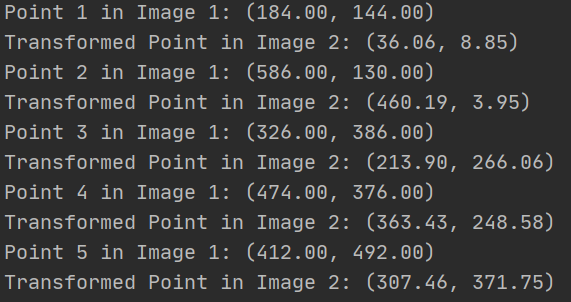 Point 1 in Image 1: (184.00, 144.00)
Transformed Point in Image 2: (36.06, 8.85)
Point 2 in Image 1: (586.00, 130.00)
Transformed Point in Image 2: (460.19, 3.95)
Point 3 in Image 1: (326.00, 386.00)
Transformed Point in Image 2: (213.90, 266.06)
Point 4 in Image 1: (474.00, 376.00)
Transformed Point in Image 2: (363.43, 248.58)
Point 5 in Image 1: (412.00, 492.00)
Transformed Point in Image 2: (307.46, 371.75)